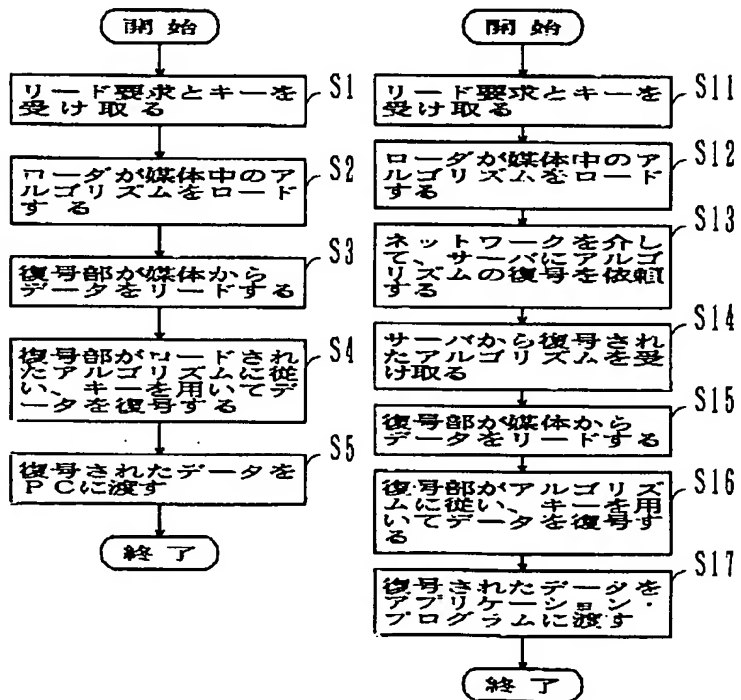 開始
リード要求とキーを
受け取る
S1
ローダが媒体中のア
ルゴリズムをロード
する
S2
復号部が媒体から
データをリードする
S3
復号部がロードされ
たアルゴリズムに従
い、キーを用いてデ
ータを復号する
S4
復号されたデータを
PCに渡す
S5
終了
開始
リード要求とキーを
受け取る
S11
ローダが媒体中のア
ルゴリズムをロード
する
S12
ネットワークを介し
て、サーバにアルゴ
リズムの復号を依頼
する
S13
サーバから復号され
たアルゴリズムを受
け取る
S14
復号部が媒体から
データをリードする
S15
復号部がアルゴリズ
ムに従い、キーを用
いてデータを復号す
る
S16
復号されたデータを
アプリケーション・
プログラムに渡す
S17
終了